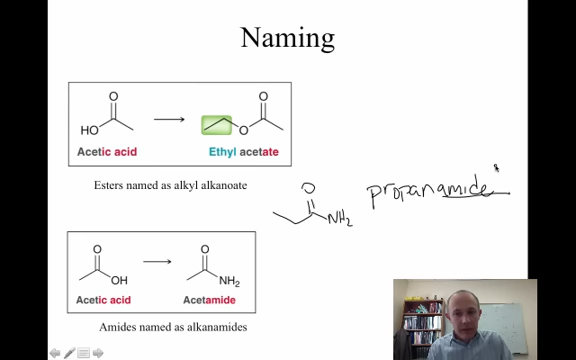 Naming
O
O
HO
O
Acetic acid
Ethyl acetate
Esters named as alkyl alkanoate
O
NH2
propanamide
O
O
OH
NH2
Acetic acid
Acetamide
Amides named as alkanamides